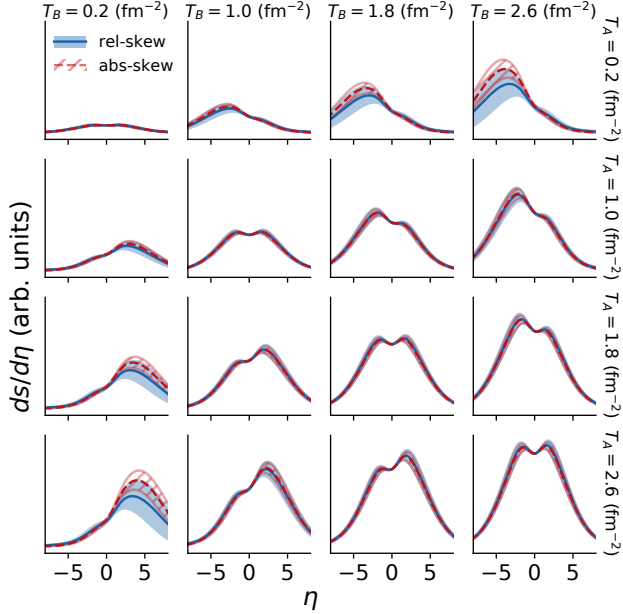 T_B = 0.2 (fm⁻²) T_B = 1.0 (fm⁻²) T_B = 1.8 (fm⁻²) T_B = 2.6 (fm⁻²)
rel-skew
abs-skew
T_A = 0.2 (fm⁻²)
T_A = 1.0 (fm⁻²)
T_A = 1.8 (fm⁻²)
T_A = 2.6 (fm⁻²)
ds/dη (arb. units)
−5 0 5 −5 0 5 −5 0 5 −5 0 5
η